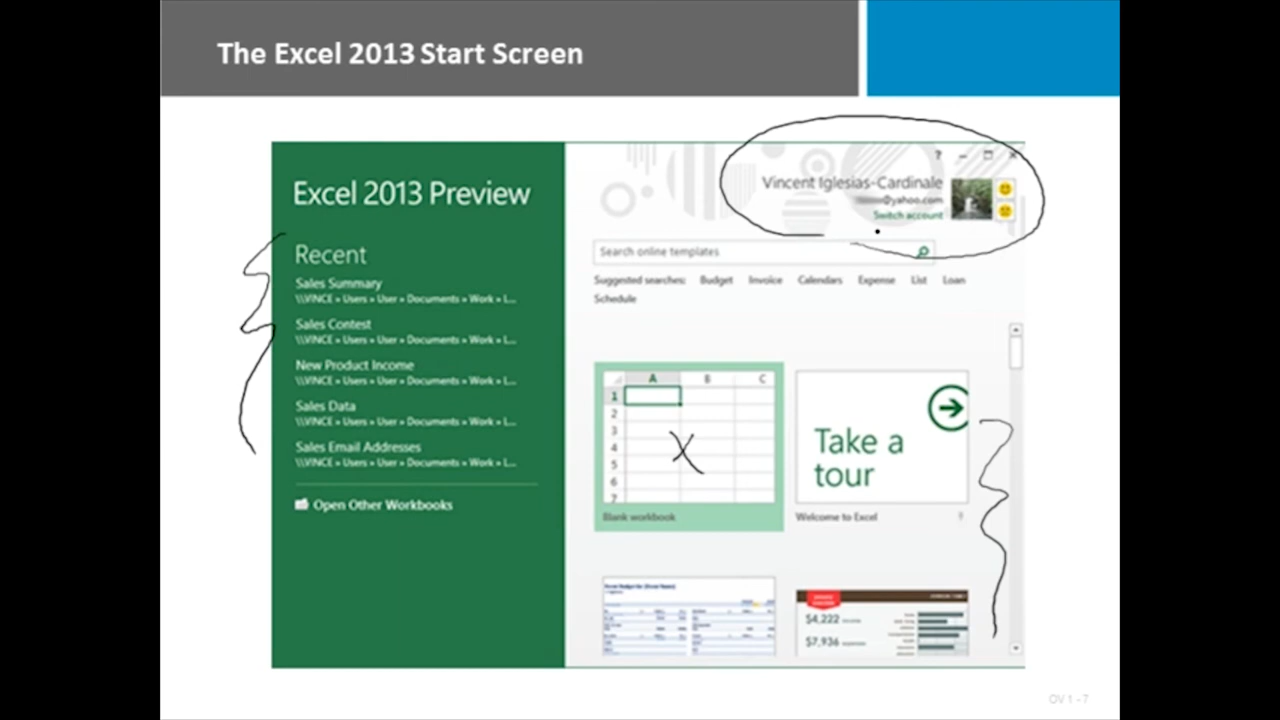 The Excel 2013 Start Screen
Excel 2013 Preview
Recent
Sales Summary
\\VINCE » Users » User » Documents » Work » L...
Sales Contest
\\VINCE » Users » User » Documents » Work » L...
New Product Income
\\VINCE » Users » User » Documents » Work » L...
Sales Data
\\VINCE » Users » User » Documents » Work » L...
Sales Email Addresses
\\VINCE » Users » User » Documents » Work » L...
Open Other Workbooks
?
Vincent Iglesias-Cardinale
@yahoo.com
Switch account
Search online templates
Suggested searches: Budget Invoice Calendars Expense List Loan
Schedule
A B C
1
2
3
4
5
6
7
X
Blank workbook
Take a
tour
Welcome to Excel
$4,222
$7,936
OV 1 - 7